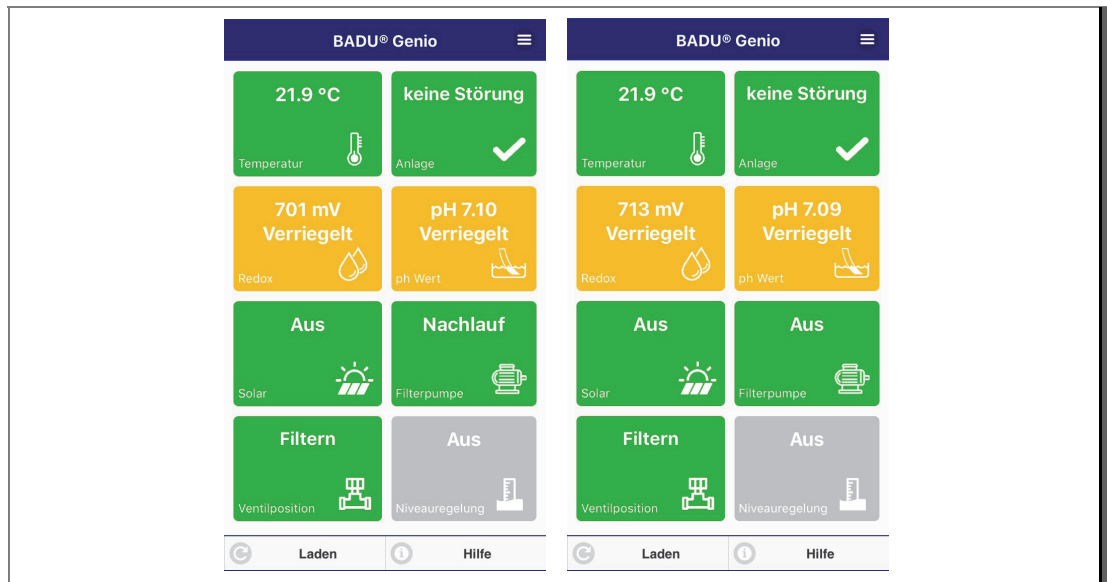 BADU® Genio
21.9 °C
Temperatur
keine Störung
Anlage
701 mV
Verriegelt
Redox
pH 7.10
Verriegelt
ph Wert
Aus
Solar
Nachlauf
Filterpumpe
Filtern
Ventilposition
Aus
Niveauregelung
Laden
Hilfe
BADU® Genio
21.9 °C
Temperatur
keine Störung
Anlage
713 mV
Verriegelt
Redox
pH 7.09
Verriegelt
ph Wert
Aus
Solar
Aus
Filterpumpe
Filtern
Ventilposition
Aus
Niveauregelung
Laden
Hilfe